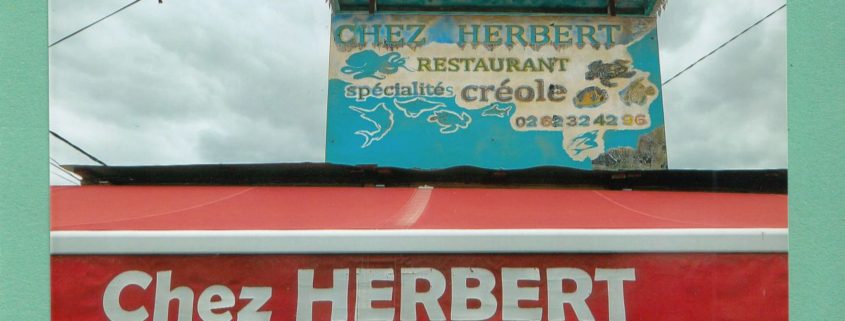 CHEZ HERBERT
RESTAURANT
spécialités créole
02 62 32 42 96
Chez HERBERT